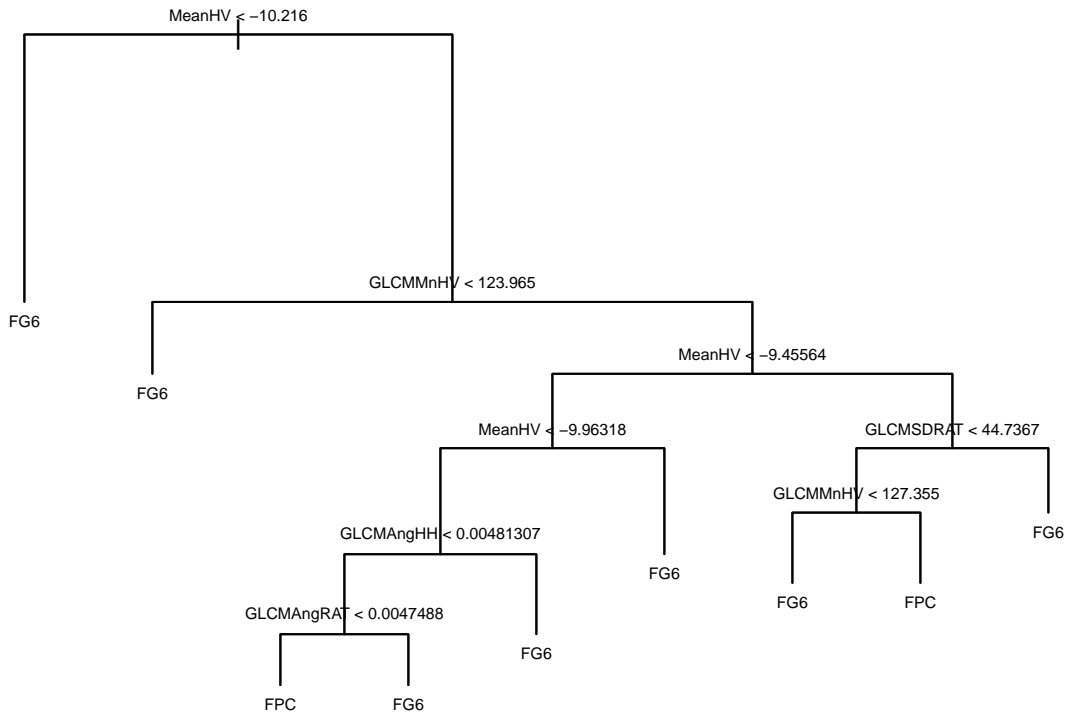 MeanHV < −10.216
GLCMMnHV < 123.965
FG6
MeanHV < −9.45564
FG6
MeanHV < −9.96318
GLCMSDRAT < 44.7367
GLCMMnHV < 127.355
GLCMAngHH < 0.00481307
FG6
FG6
FG6
FPC
GLCMAngRAT < 0.0047488
FG6
FPC
FG6